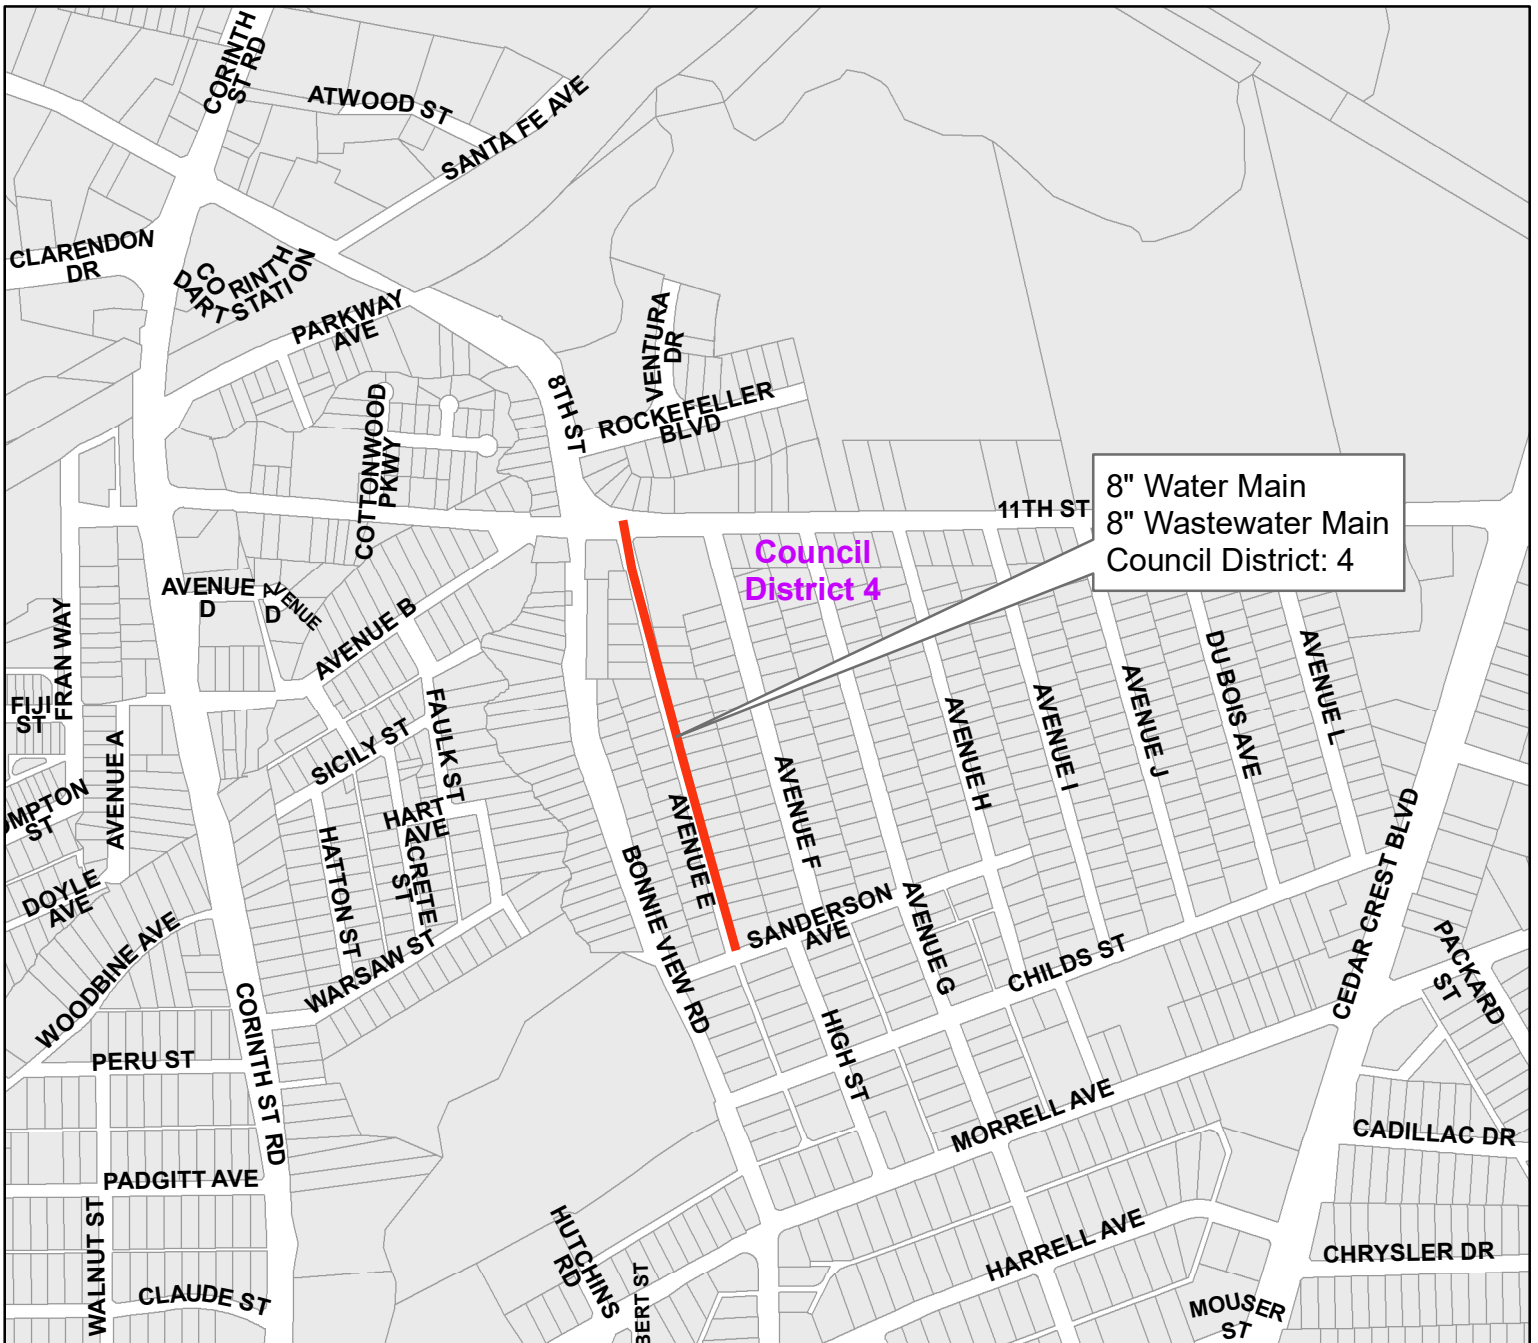 CORINTH
ST RD
ATWOOD ST
SANTA FE AVE
CLARENDON
DR
CO
RINTH
DART
STATION
PARKWAY
AVE
VENTURA
DR
8TH ST
ROCKEFELLER
BLVD
COTTONWOOD
PKWY
11TH ST
8" Water Main
8" Wastewater Main
Council District: 4
Council
District 4
AVENUE
D
AVENUE
D
AVENUE B
FRAN WAY
FIJI
ST
FAULK ST
SICILY ST
AVENUE A
UMPTON
ST
HART
AVE
HATTON ST
ACRETE
ST
DOYLE
AVE
WOODBINE AVE
WARSAW ST
BONNIE VIEW RD
AVENUE E
AVENUE F
AVENUE G
AVENUE H
AVENUE I
AVENUE J
DU BOIS AVE
AVENUE L
SANDERSON
AVE
CHILDS ST
CEDAR CREST BLVD
PACKARD
ST
CORINTH ST RD
PERU ST
HIGH ST
MORRELL AVE
CADILLAC DR
PADGITT AVE
WALNUT ST
CLAUDE ST
HUTCHINS
RD
BERT ST
HARRELL AVE
CHRYSLER DR
MOUSER
ST